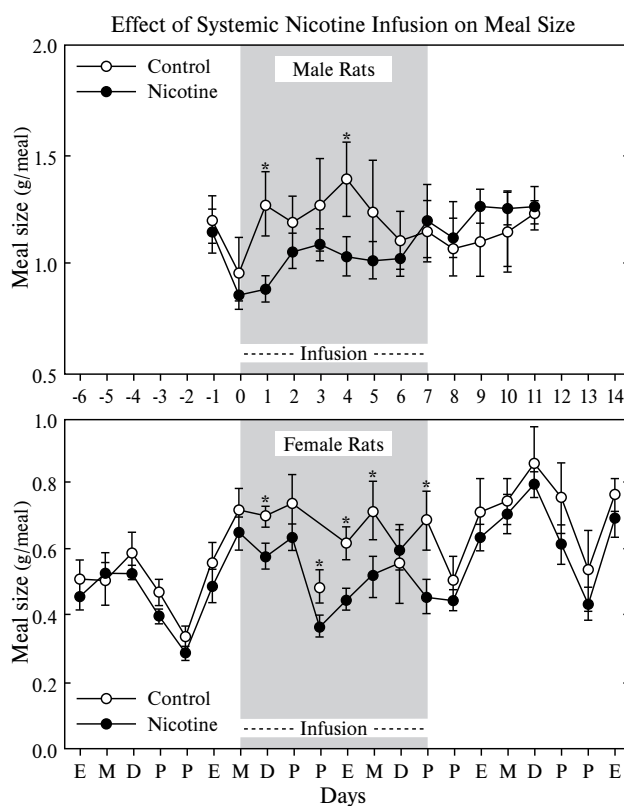 Effect of Systemic Nicotine Infusion on Meal Size
2.0
Control
Nicotine
Male Rats
*
*
1.5
Meal size (g/meal)
1.0
Infusion
0.5
-6 -5 -4 -3 -2 -1 0 1 2 3 4 5 6 7 8 9 10 11 12 13 14
1.0
Female Rats
0.8
* * * * *
Meal size (g/meal)
0.6
0.4
0.2
Control
Nicotine
Infusion
0.0
E M D P P E M D P P E M D P P E M D P P E
Days